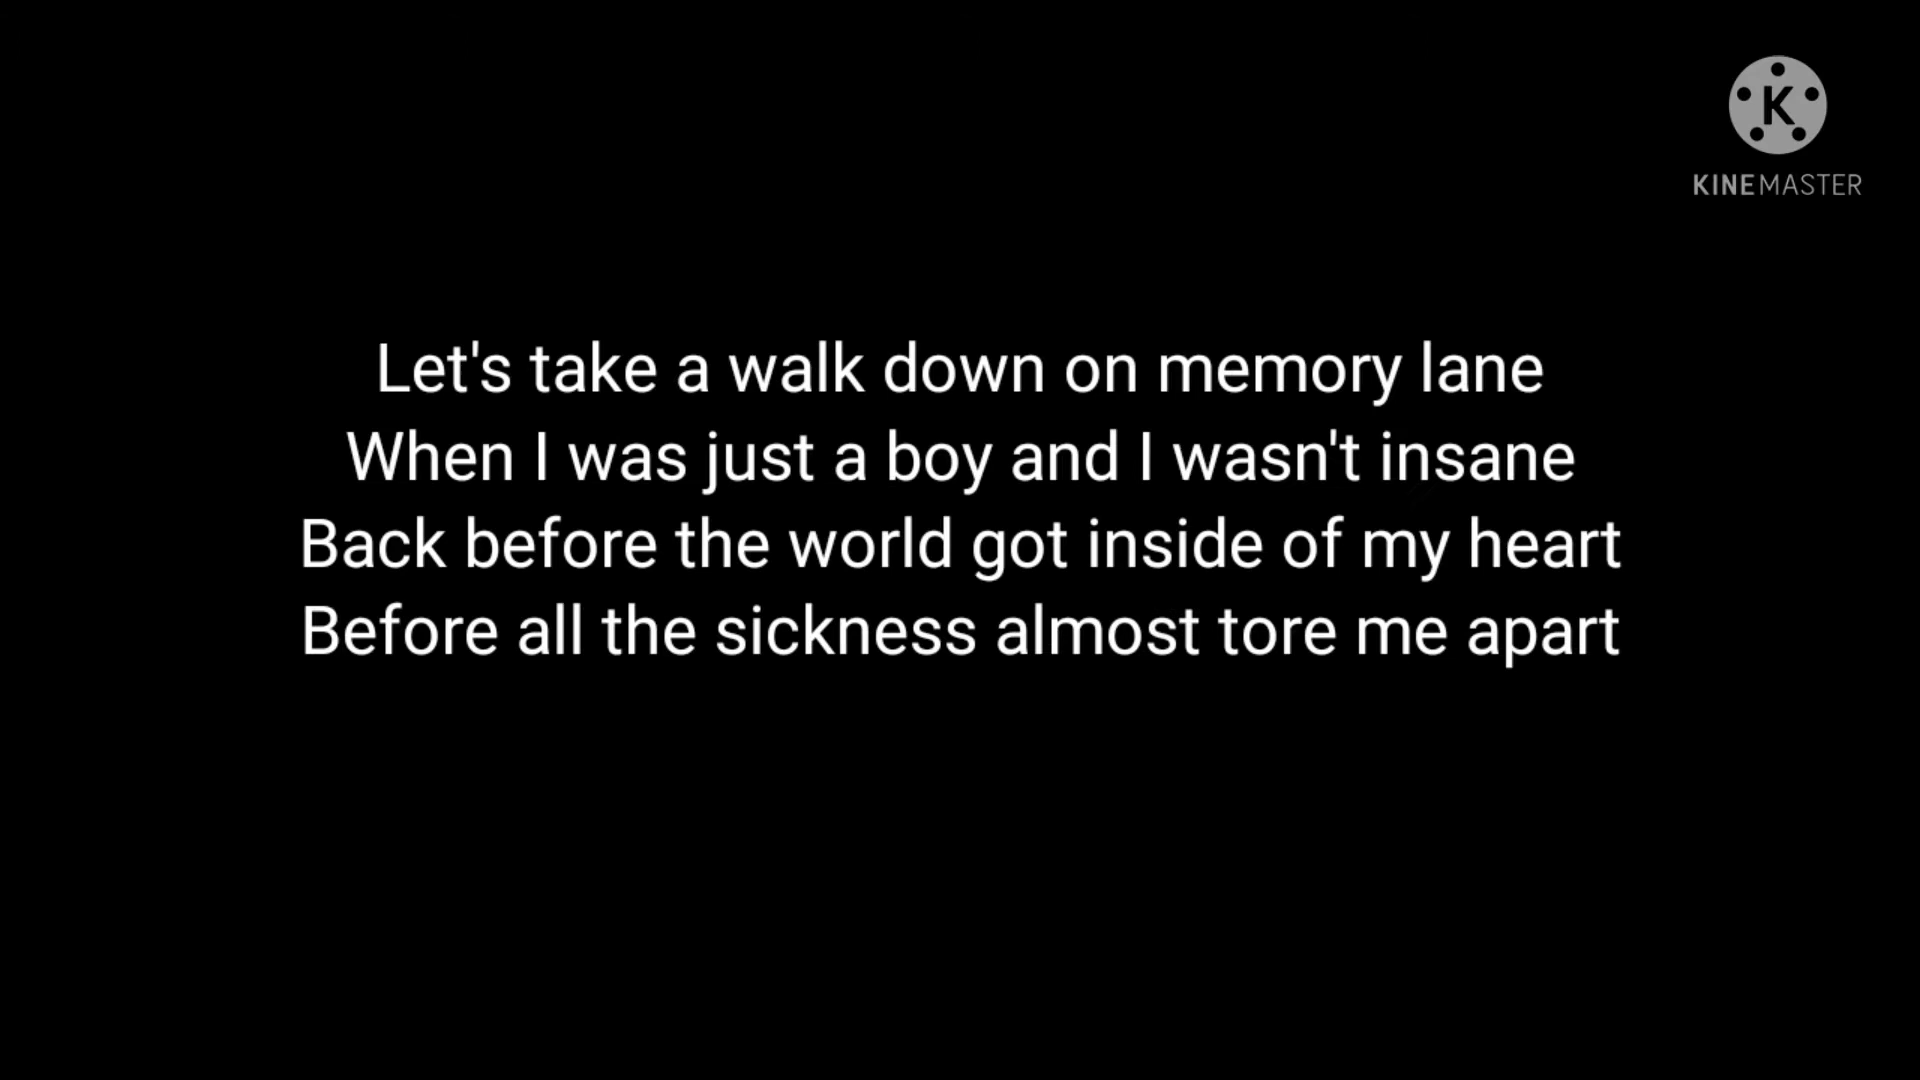 KINEMASTER
Let's take a walk down on memory lane
When I was just a boy and I wasn't insane
Back before the world got inside of my heart
Before all the sickness almost tore me apart